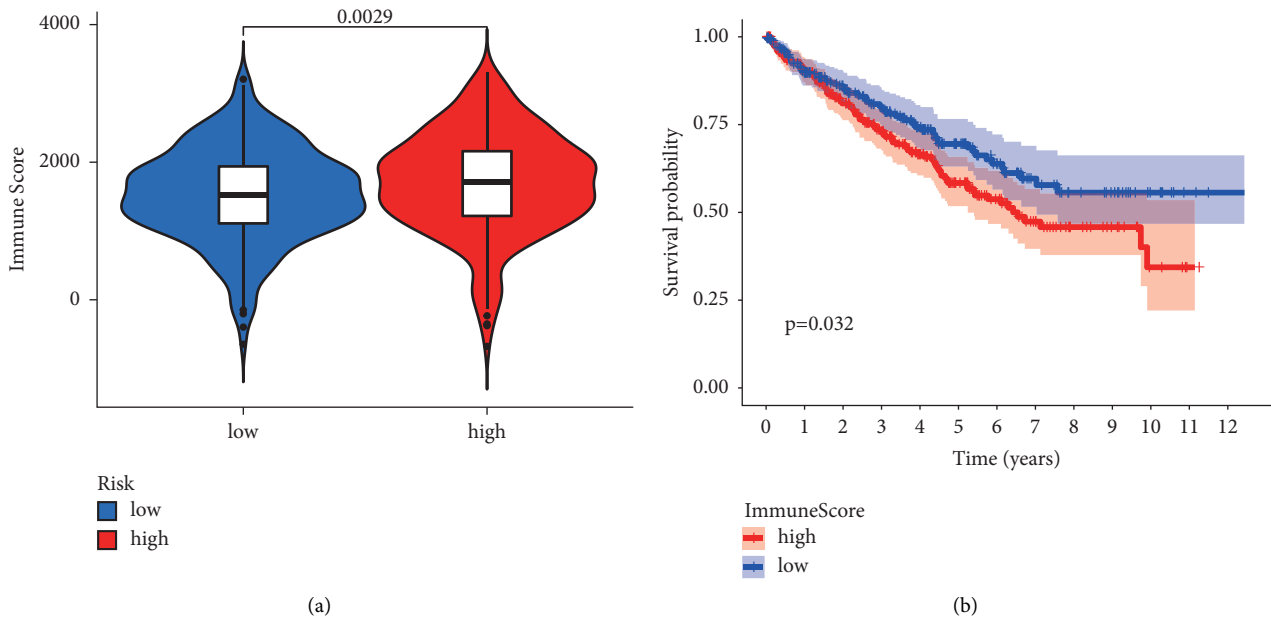 4000
2000
0
Immune Score
0.0029
low
high
Risk
low
high
(a)
1.00
0.75
0.50
0.25
0.00
Survival probability
p=0.032
0 1 2 3 4 5 6 7 8 9 10 11 12
Time (years)
ImmuneScore
high
low
(b)